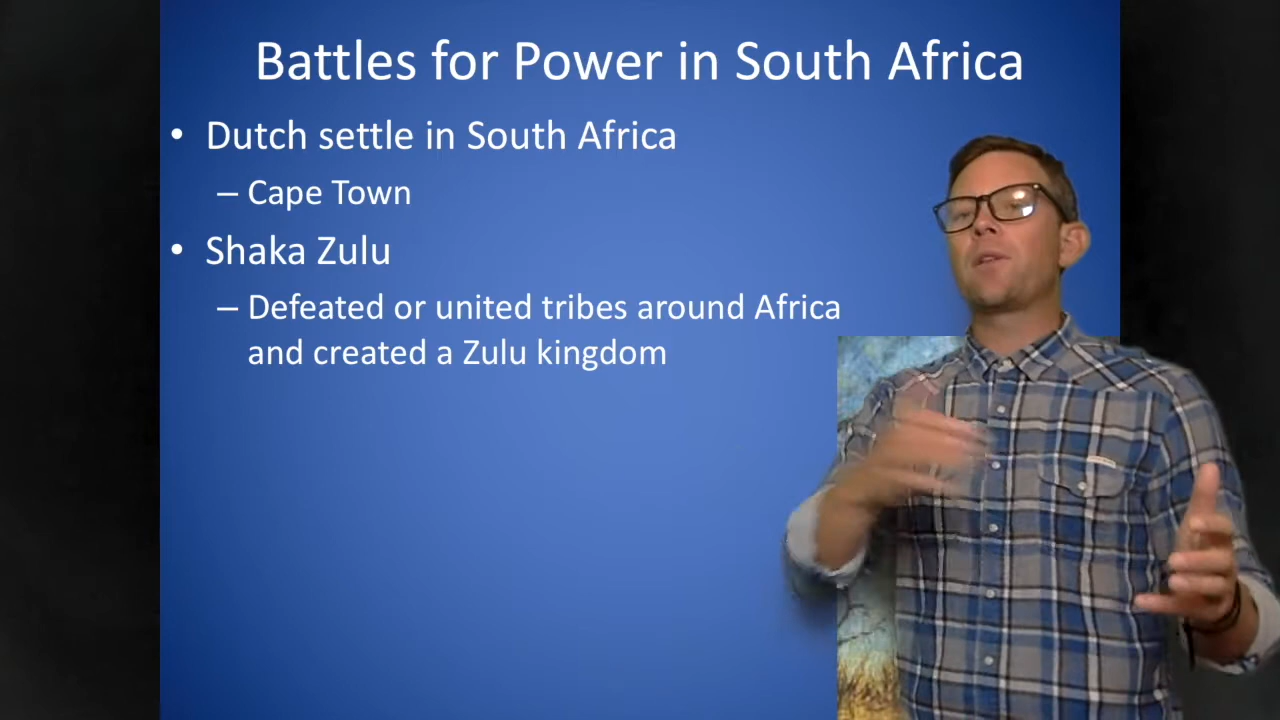 Battles for Power in South Africa
• Dutch settle in South Africa
– Cape Town
• Shaka Zulu
– Defeated or united tribes around Africa
and created a Zulu kingdom